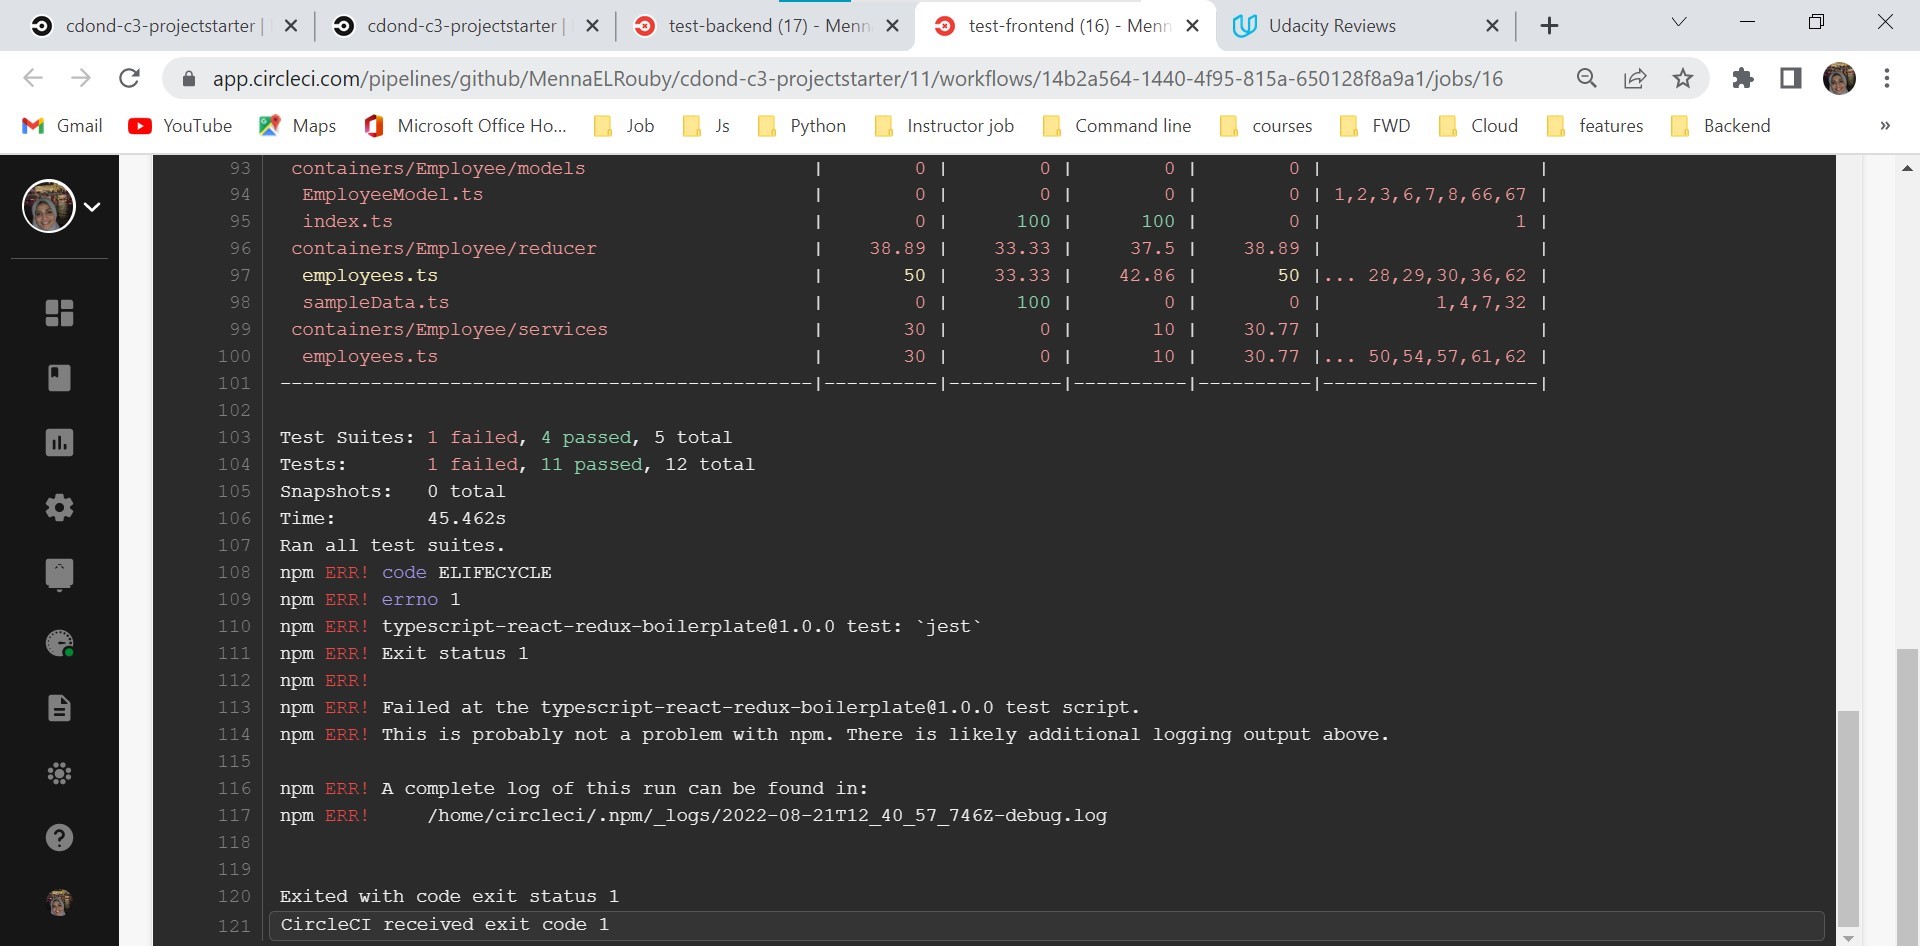 cdond-c3-projectstarter |
cdond-c3-projectstarter |
test-backend (17) - Menn
test-frontend (16) - Menn
Udacity Reviews
app.circleci.com/pipelines/github/MennaELRouby/cdond-c3-projectstarter/11/workflows/14b2a564-1440-4f95-815a-650128f8a9a1/jobs/16
Gmail YouTube Maps Microsoft Office Ho... Job Js Python Instructor job Command line courses FWD Cloud features Backend »
93 containers/Employee/models | 0 | 0 | 0 | 0 | |
94 EmployeeModel.ts | 0 | 0 | 0 | 0 | 1,2,3,6,7,8,66,67 |
95 index.ts | 0 | 100 | 100 | 0 | 1 |
96 containers/Employee/reducer | 38.89 | 33.33 | 37.5 | 38.89 | |
97 employees.ts | 50 | 33.33 | 42.86 | 50 |... 28,29,30,36,62 |
98 sampleData.ts | 0 | 100 | 0 | 0 | 1,4,7,32 |
99 containers/Employee/services | 30 | 0 | 10 | 30.77 | |
100 employees.ts | 30 | 0 | 10 | 30.77 |... 50,54,57,61,62 |
101 -----------------------------------------------|----------|----------|----------|----------|-------------------|
102
103 Test Suites: 1 failed, 4 passed, 5 total
104 Tests: 1 failed, 11 passed, 12 total
105 Snapshots: 0 total
106 Time: 45.462s
107 Ran all test suites.
108 npm ERR! code ELIFECYCLE
109 npm ERR! errno 1
110 npm ERR! typescript-react-redux-boilerplate@1.0.0 test: `jest`
111 npm ERR! Exit status 1
112 npm ERR!
113 npm ERR! Failed at the typescript-react-redux-boilerplate@1.0.0 test script.
114 npm ERR! This is probably not a problem with npm. There is likely additional logging output above.
115
116 npm ERR! A complete log of this run can be found in:
117 npm ERR! /home/circleci/.npm/_logs/2022-08-21T12_40_57_746Z-debug.log
118
119
120 Exited with code exit status 1
121 CircleCI received exit code 1